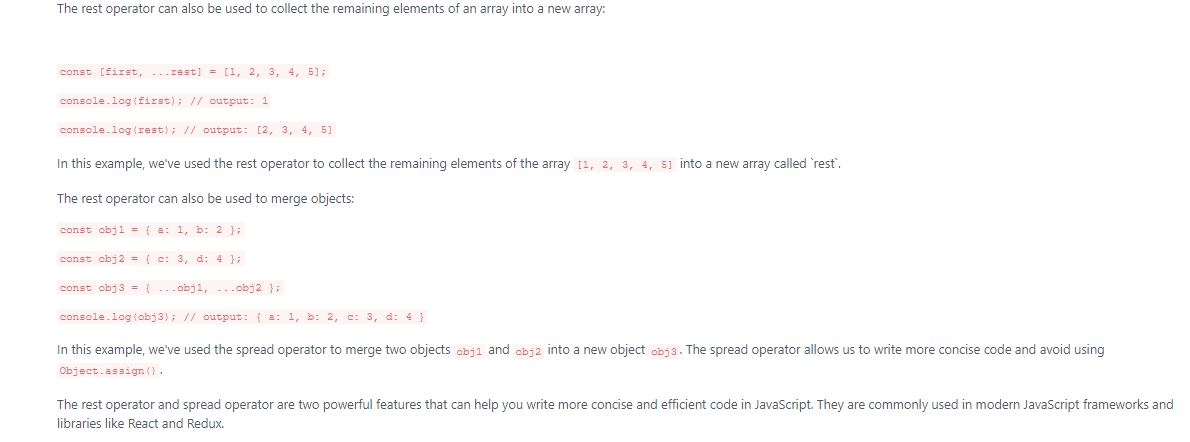 The rest operator can also be used to collect the remaining elements of an array into a new array:
const [first, ...rest] = [1, 2, 3, 4, 5];
console.log(first); // output: 1
console.log(rest); // output: [2, 3, 4, 5]
In this example, we've used the rest operator to collect the remaining elements of the array [1, 2, 3, 4, 5] into a new array called `rest`.
The rest operator can also be used to merge objects:
const obj1 = { a: 1, b: 2 };
const obj2 = { c: 3, d: 4 };
const obj3 = { ...obj1, ...obj2 };
console.log(obj3); // output: { a: 1, b: 2, c: 3, d: 4 }
In this example, we've used the spread operator to merge two objects obj1 and obj2 into a new object obj3. The spread operator allows us to write more concise code and avoid using
Object.assign().
The rest operator and spread operator are two powerful features that can help you write more concise and efficient code in JavaScript. They are commonly used in modern JavaScript frameworks and
libraries like React and Redux.